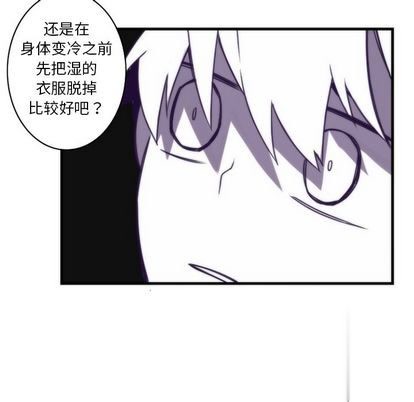 还是在
身体变冷之前
先把湿的
衣服脱掉
比较好吧？